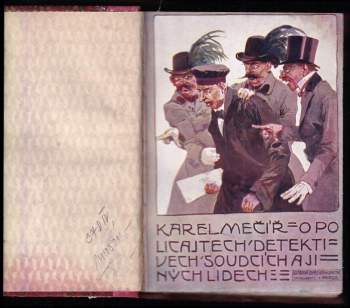 KAREL MEČÍŘ = O PO
LICAJTECH, DETEKTI
VECH, SOUDCÍCH A JI
NÝCH LIDECH